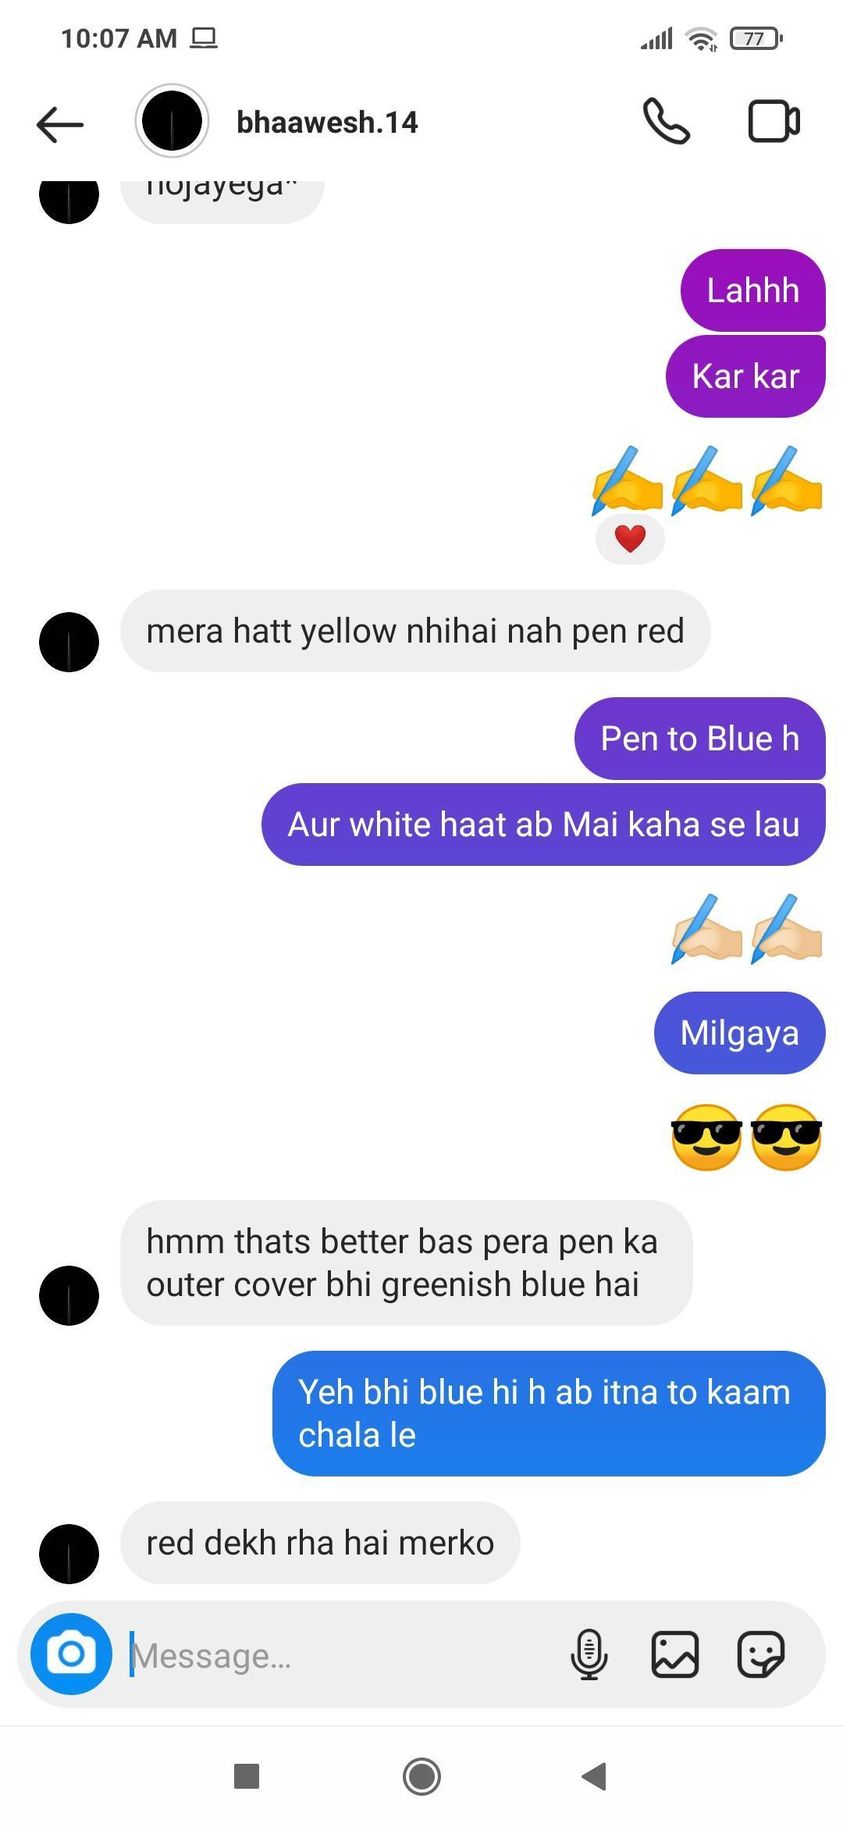 10:07 AM
77
bhaawesh.14
hojayega*
Lahhh
Kar kar
mera hatt yellow nhihai nah pen red
Pen to Blue h
Aur white haat ab Mai kaha se lau
Milgaya
hmm thats better bas pera pen ka
outer cover bhi greenish blue hai
Yeh bhi blue hi h ab itna to kaam
chala le
red dekh rha hai merko
Message...